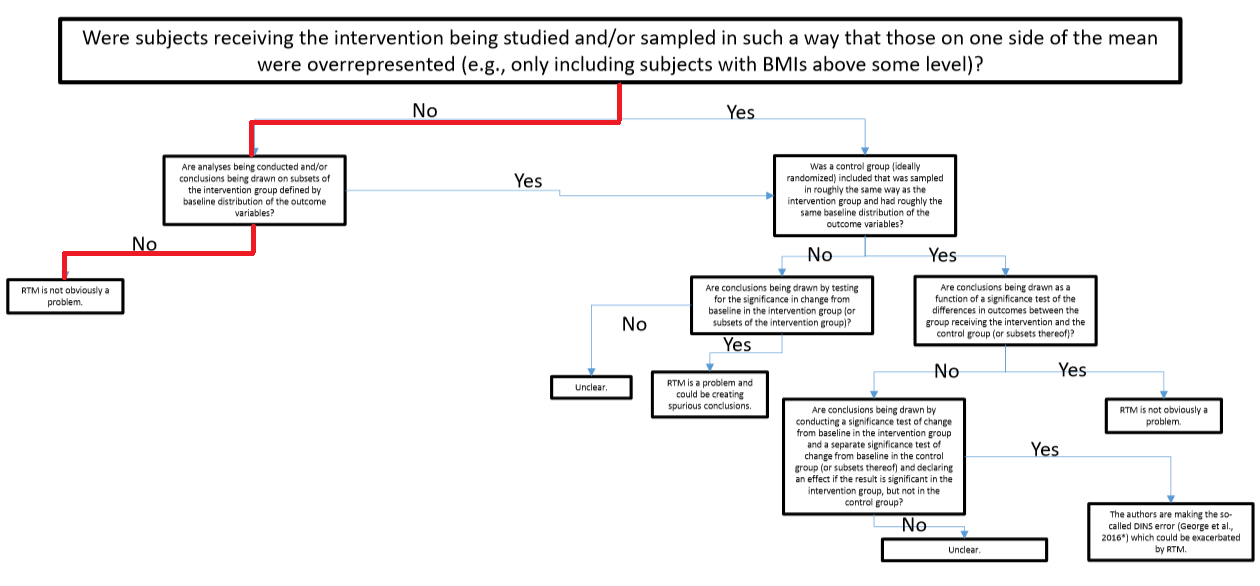 Were subjects receiving the intervention being studied and/or sampled in such a way that those on one side of the mean
were overrepresented (e.g., only including subjects with BMIs above some level)?
No
Yes
Are analyses being conducted and/or
conclusions being drawn on subsets of
the intervention group defined by
baseline distribution of the outcome
variables?
Yes
Was a control group (ideally
randomized) included that was sampled
in roughly the same way as the
intervention group and had roughly the
same baseline distribution of the
outcome variables?
No
RTM is not obviously a
problem.
No
Yes
Are conclusions being drawn by testing
for the significance in change from
baseline in the intervention group (or
subsets of the intervention group)?
Are conclusions being drawn as a
function of a significance test of the
differences in outcomes between the
group receiving the intervention and the
control group (or subsets thereof)?
No
Yes
Unclear.
RTM is a problem and
could be creating
spurious conclusions.
No
Yes
Are conclusions being drawn by
conducting a significance test of change
from baseline in the intervention group
and a separate significance test of
change from baseline in the control
group (or subsets thereof) and declaring
an effect if the result is significant in the
intervention group, but not in the
control group?
RTM is not obviously a
problem.
Yes
The authors are making the so-
called DINS error (George et al.,
2016*) which could be exacerbated
by RTM.
No
Unclear.